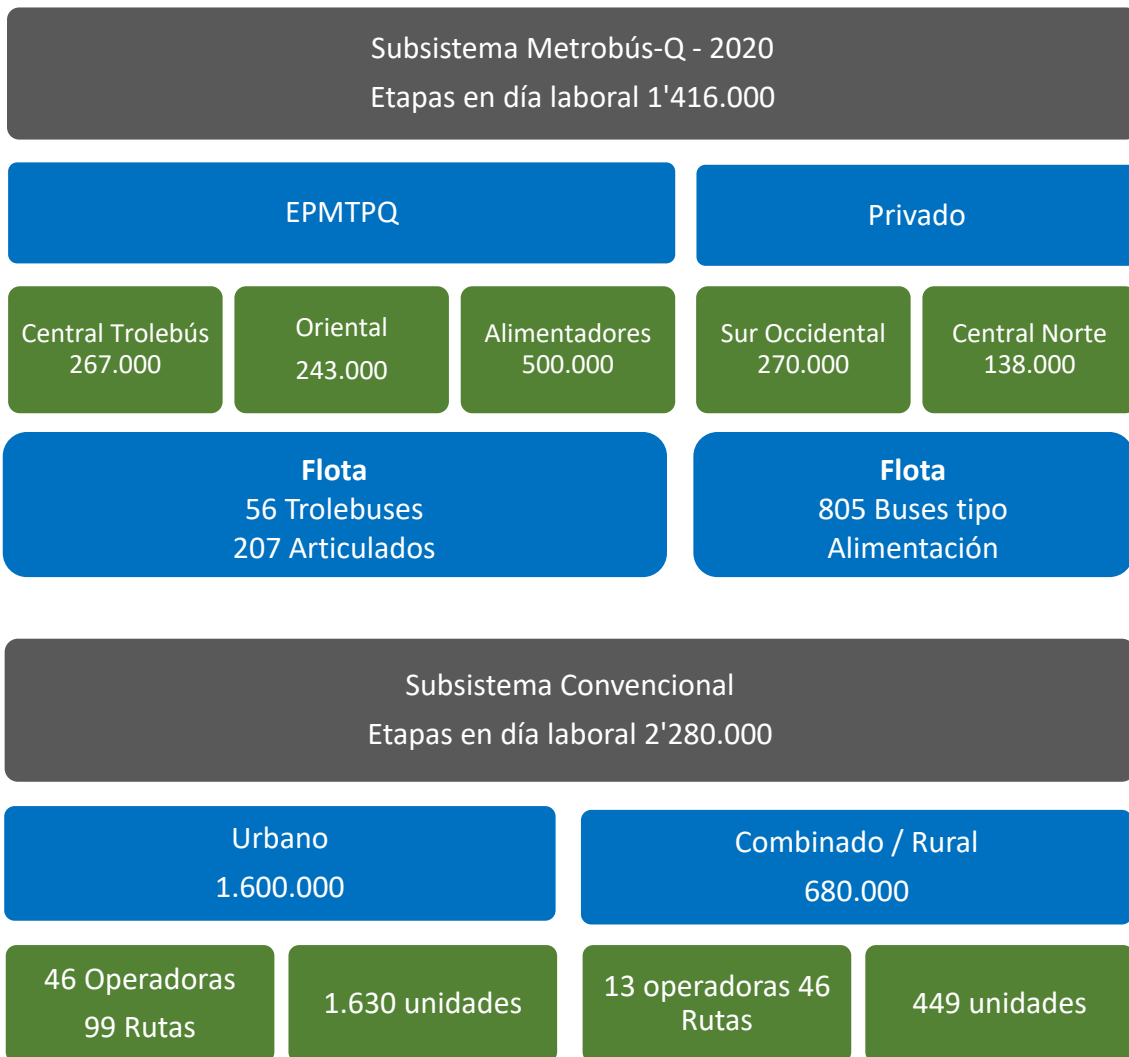 Subsistema Metrobús-Q - 2020
Etapas en día laboral 1'416.000
EPMTPQ
Privado
Central Trolebús
267.000
Oriental
243.000
Alimentadores
500.000
Sur Occidental
270.000
Central Norte
138.000
Flota
56 Trolebuses
207 Articulados
Flota
805 Buses tipo
Alimentación
Subsistema Convencional
Etapas en día laboral 2'280.000
Urbano
1.600.000
Combinado / Rural
680.000
46 Operadoras
99 Rutas
1.630 unidades
13 operadoras 46
Rutas
449 unidades